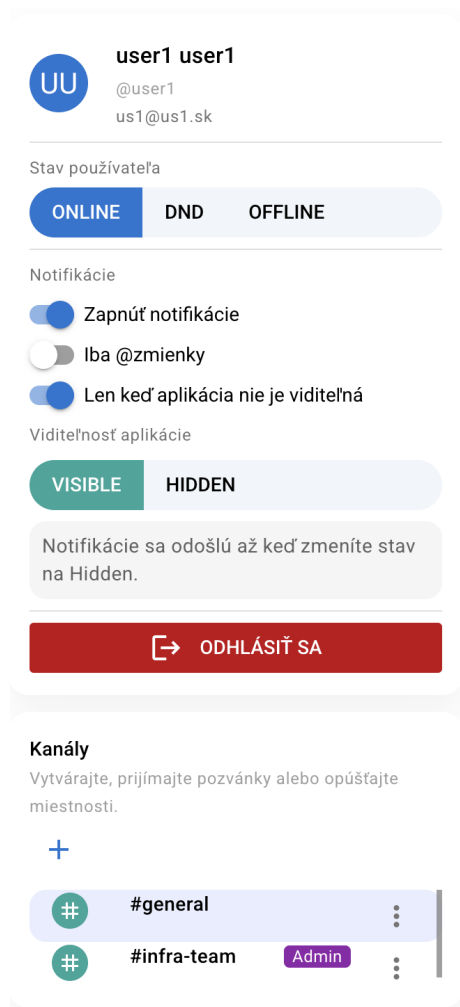 UU
user1 user1
@user1
us1@us1.sk
Stav používateľa
ONLINE DND OFFLINE
Notifikácie
Zapnúť notifikácie
Iba @zmienky
Len keď aplikácia nie je viditeľná
Viditeľnosť aplikácie
VISIBLE HIDDEN
Notifikácie sa odošlú až keď zmeníte stav
na Hidden.
ODHLÁSIŤ SA
Kanály
Vytvárajte, prijímajte pozvánky alebo opúšťajte
miestnosti.
+
# #general
# #infra-team Admin